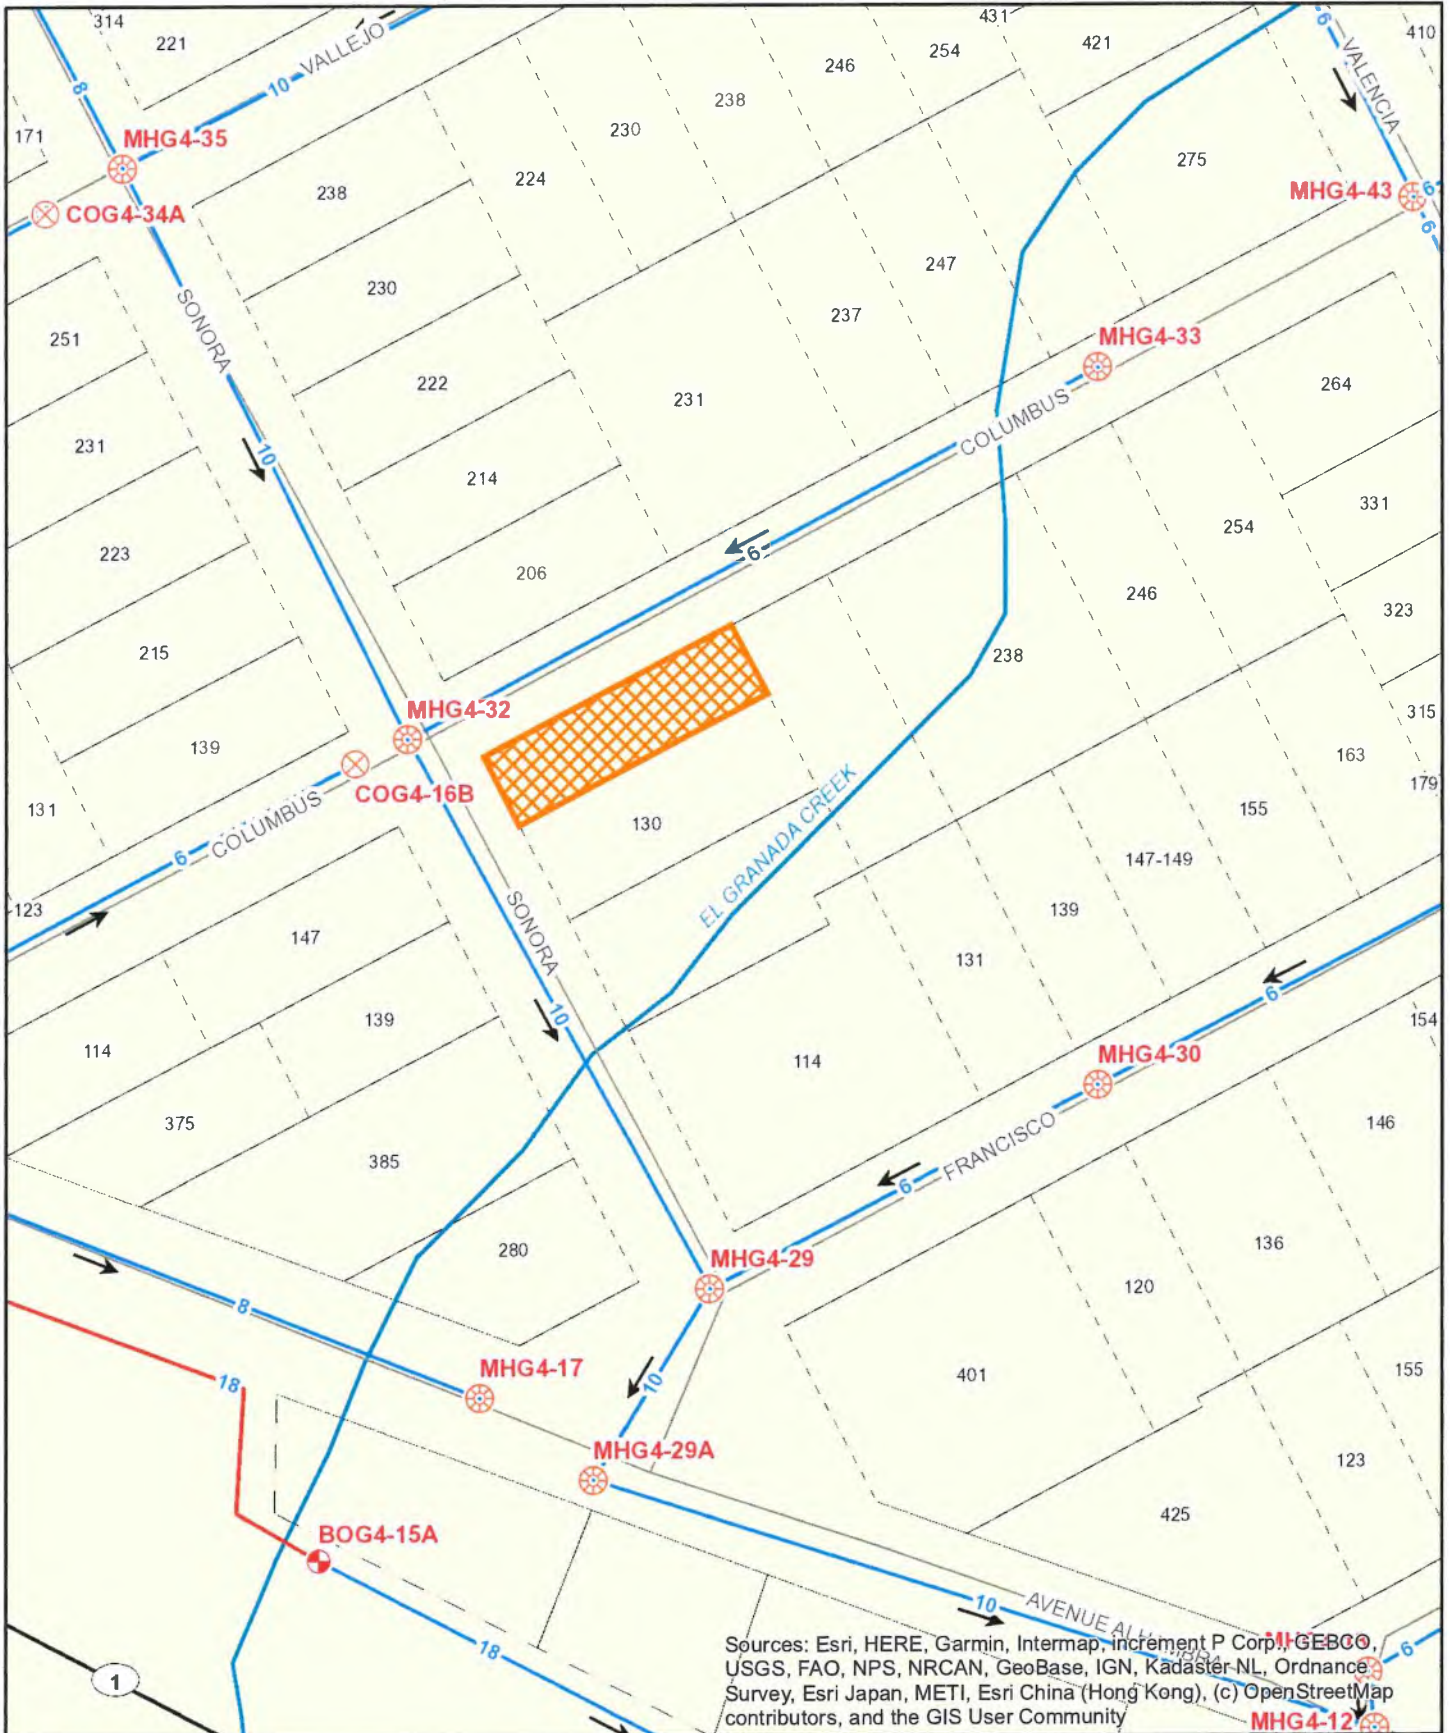 314
221
VALLEJO
10
8
431
254
421
410
6
VALENCIA
246
238
230
171
MHG4-35
224
275
238
MHG4-43
6
6
COG4-34A
247
230
237
SONORA
251
MHG4-33
222
231
264
COLUMBUS
231
10
214
331
254
223
6
206
246
323
215
238
MHG4-32
315
139
163
179
COG4-16B
131
155
130
COLUMBUS
6
EL GRANADA CREEK
147-149
123
139
SONORA
147
131
6
10
139
154
114
114
MHG4-30
375
146
FRANCISCO
385
6
280
136
MHG4-29
120
8
MHG4-17
401
155
18
10
MHG4-29A
123
425
BOG4-15A
10
AVENUE ALHAMBRA
18
6
1
Sources: Esri, HERE, Garmin, Intermap, increment P Corp., GEBCO,
USGS, FAO, NPS, NRCAN, GeoBase, IGN, Kadaster NL, Ordnance
Survey, Esri Japan, METI, Esri China (Hong Kong), (c) OpenStreetMap
contributors, and the GIS User Community
MHG4-12